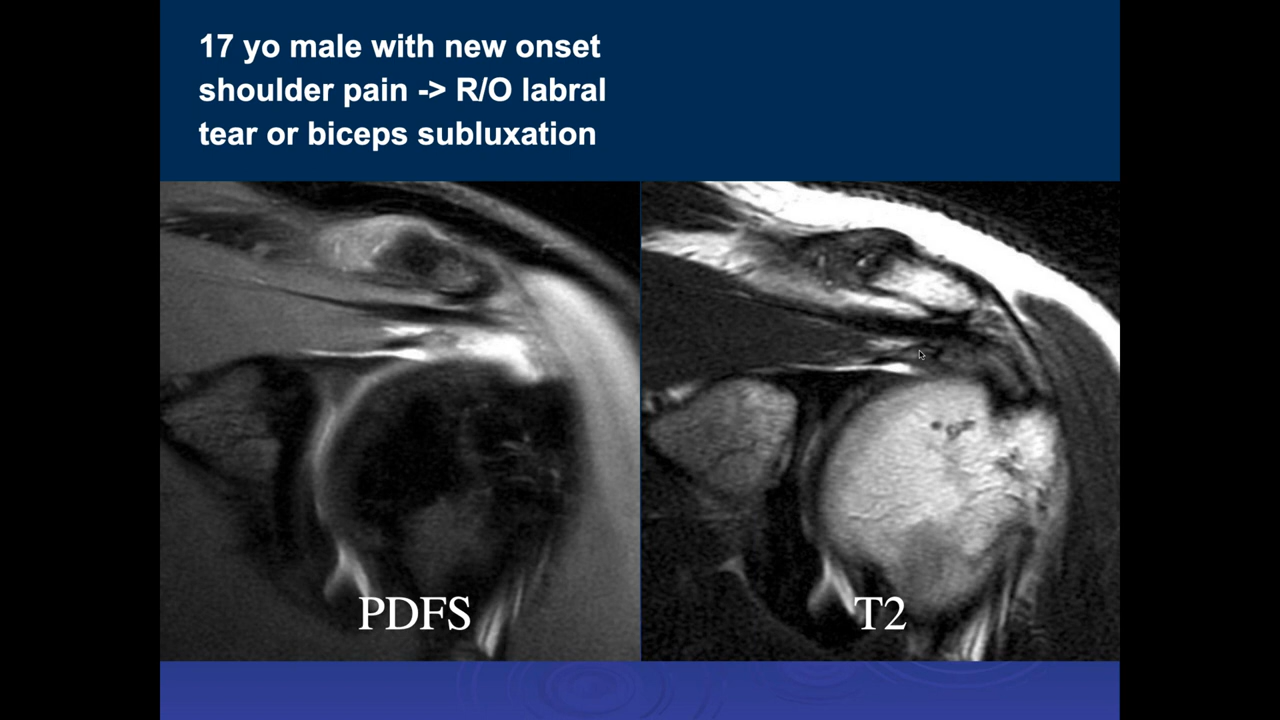 17 yo male with new onset
shoulder pain -> R/O labral
tear or biceps subluxation
PDFS
T2